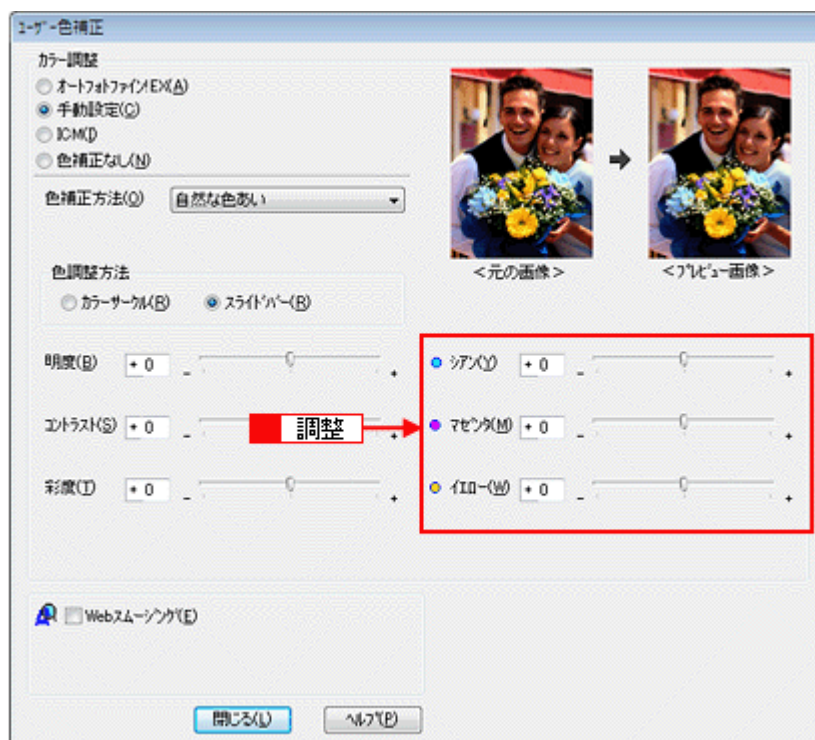 ユーザー色補正
カラー調整
オートフォトファイン!EX(A)
手動設定(C)
ICM(I)
色補正なし(N)
色補正方法(O) 自然な色あい
<元の画像> <プレビュー画像>
色調整方法
カラーサークル(R) スライドバー(R)
明度(B) + 0 - + シアン(Y) + 0 - +
コントラスト(S) + 0 - + マゼンタ(M) + 0 - +
調整
彩度(T) + 0 - + イエロー(W) + 0 - +
Webスムージング(E)
閉じる(L) ヘルプ(P)